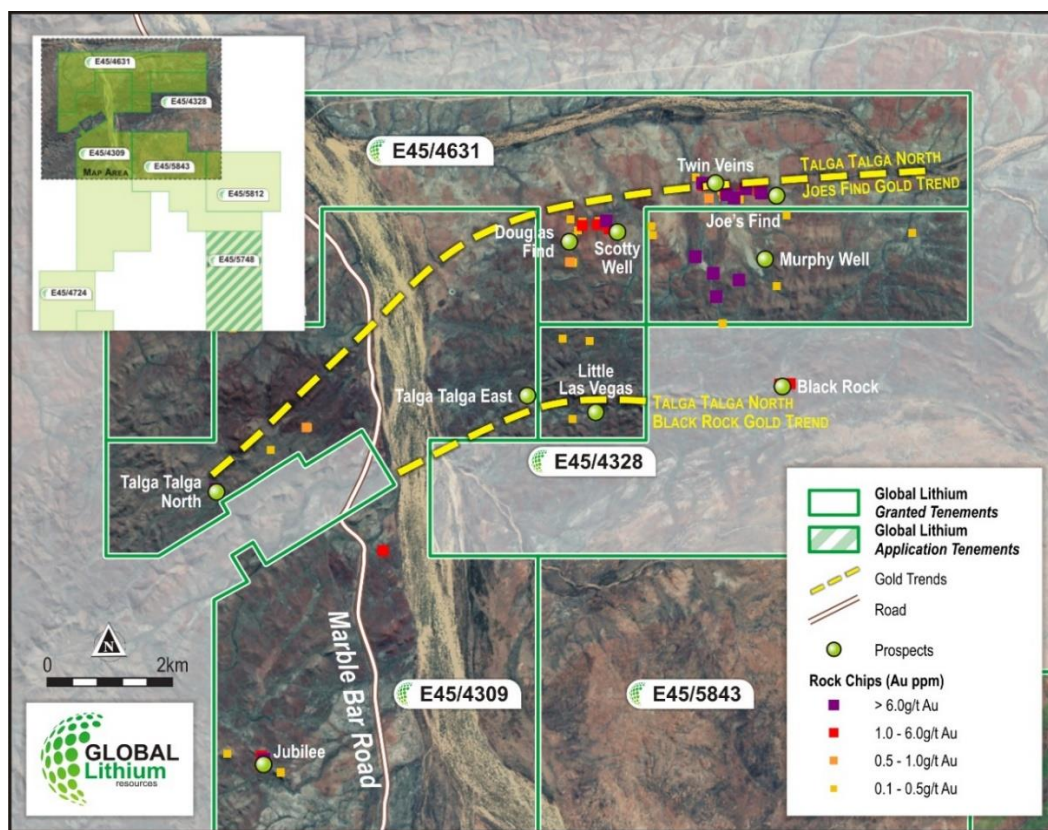 E45/4631
E45/4328
E45/4309
E45/5843
MAP AREA
E45/5812
E45/5748
E45/4724
E45/4631
Twin Veins
TALGA TALGA NORTH
JOES FIND GOLD TREND
Joe's Find
Douglas
Find
Scotty
Well
Murphy Well
Little
Las Vegas
Talga Talga East
Black Rock
TALGA TALGA NORTH
BLACK ROCK GOLD TREND
E45/4328
Talga Talga
North
Marble Bar Road
E45/4309
E45/5843
Jubilee
N
0 2km
GLOBAL
Lithium
resources
Global Lithium
Granted Tenements
Global Lithium
Application Tenements
Gold Trends
Road
Prospects
Rock Chips (Au ppm)
> 6.0g/t Au
1.0 - 6.0g/t Au
0.5 - 1.0g/t Au
0.1 - 0.5g/t Au